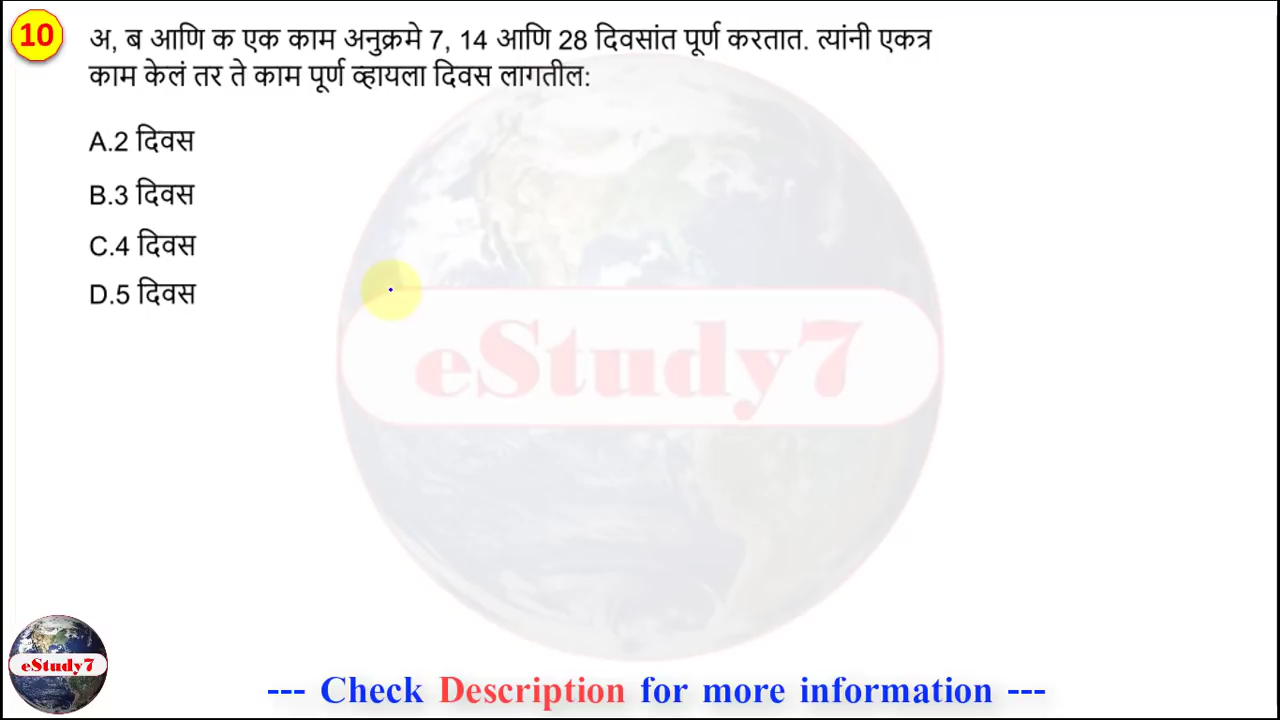 10
अ, ब आणि क एक काम अनुक्रमे 7, 14 आणि 28 दिवसांत पूर्ण करतात. त्यांनी एकत्र
काम केलं तर ते काम पूर्ण व्हायला दिवस लागतील:
A.2 दिवस
B.3 दिवस
C.4 दिवस
D.5 दिवस
eStudy7
eStudy7
--- Check Description for more information ---